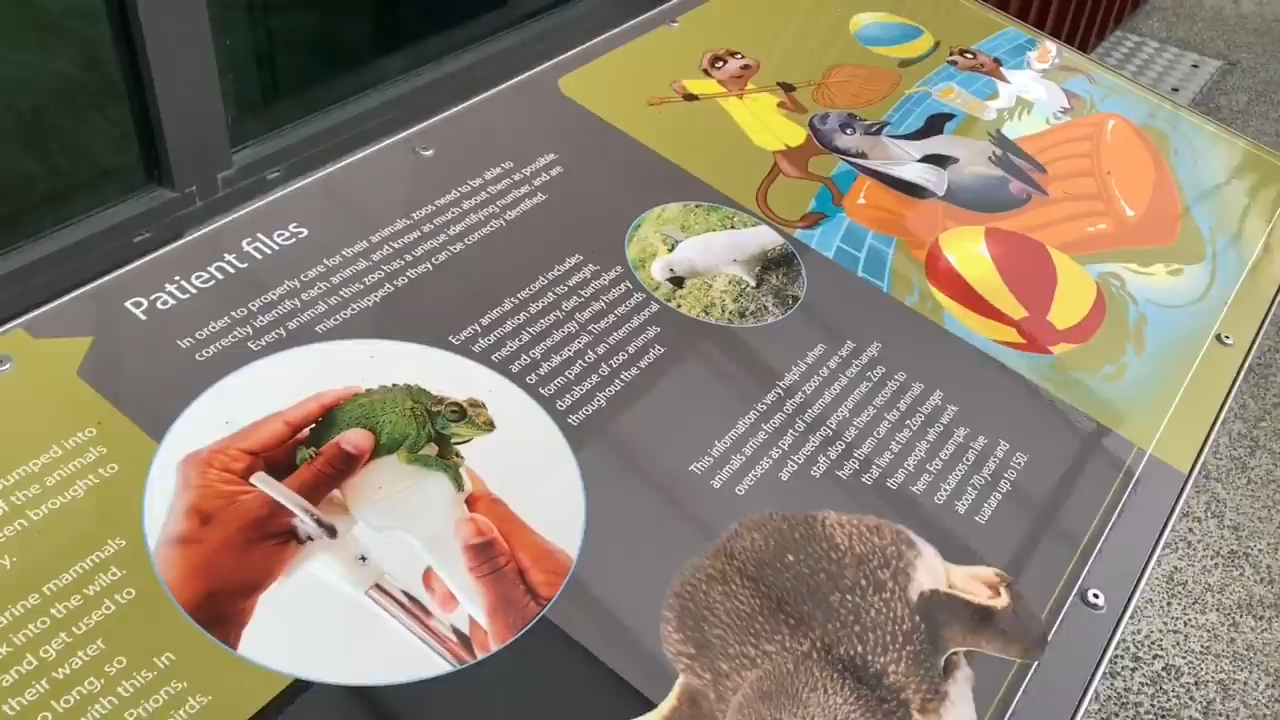 Patient files
In order to properly care for their animals, zoos need to be able to
correctly identify each animal, and know as much about them as possible.
Every animal in this zoo has a unique identifying number, and are
microchipped so they can be correctly identified.
Every animal's record includes
information about its weight,
medical history, diet, birthplace
and genealogy (family history
or whakapapa). These records
form part of an international
database of zoo animals
throughout the world.
This information is very helpful when
animals arrive from other zoos or are sent
overseas as part of international exchanges
and breeding programmes. Zoo
staff also use these records to
help them care for animals
that live at the Zoo longer
than people who work
here. For example,
cockatoos can live
about 70 years and
tuatara up to 150.
into
of the animals
brought to
mammals
into the wild.
and get used to
their water
long, so
with this. In
Prions,